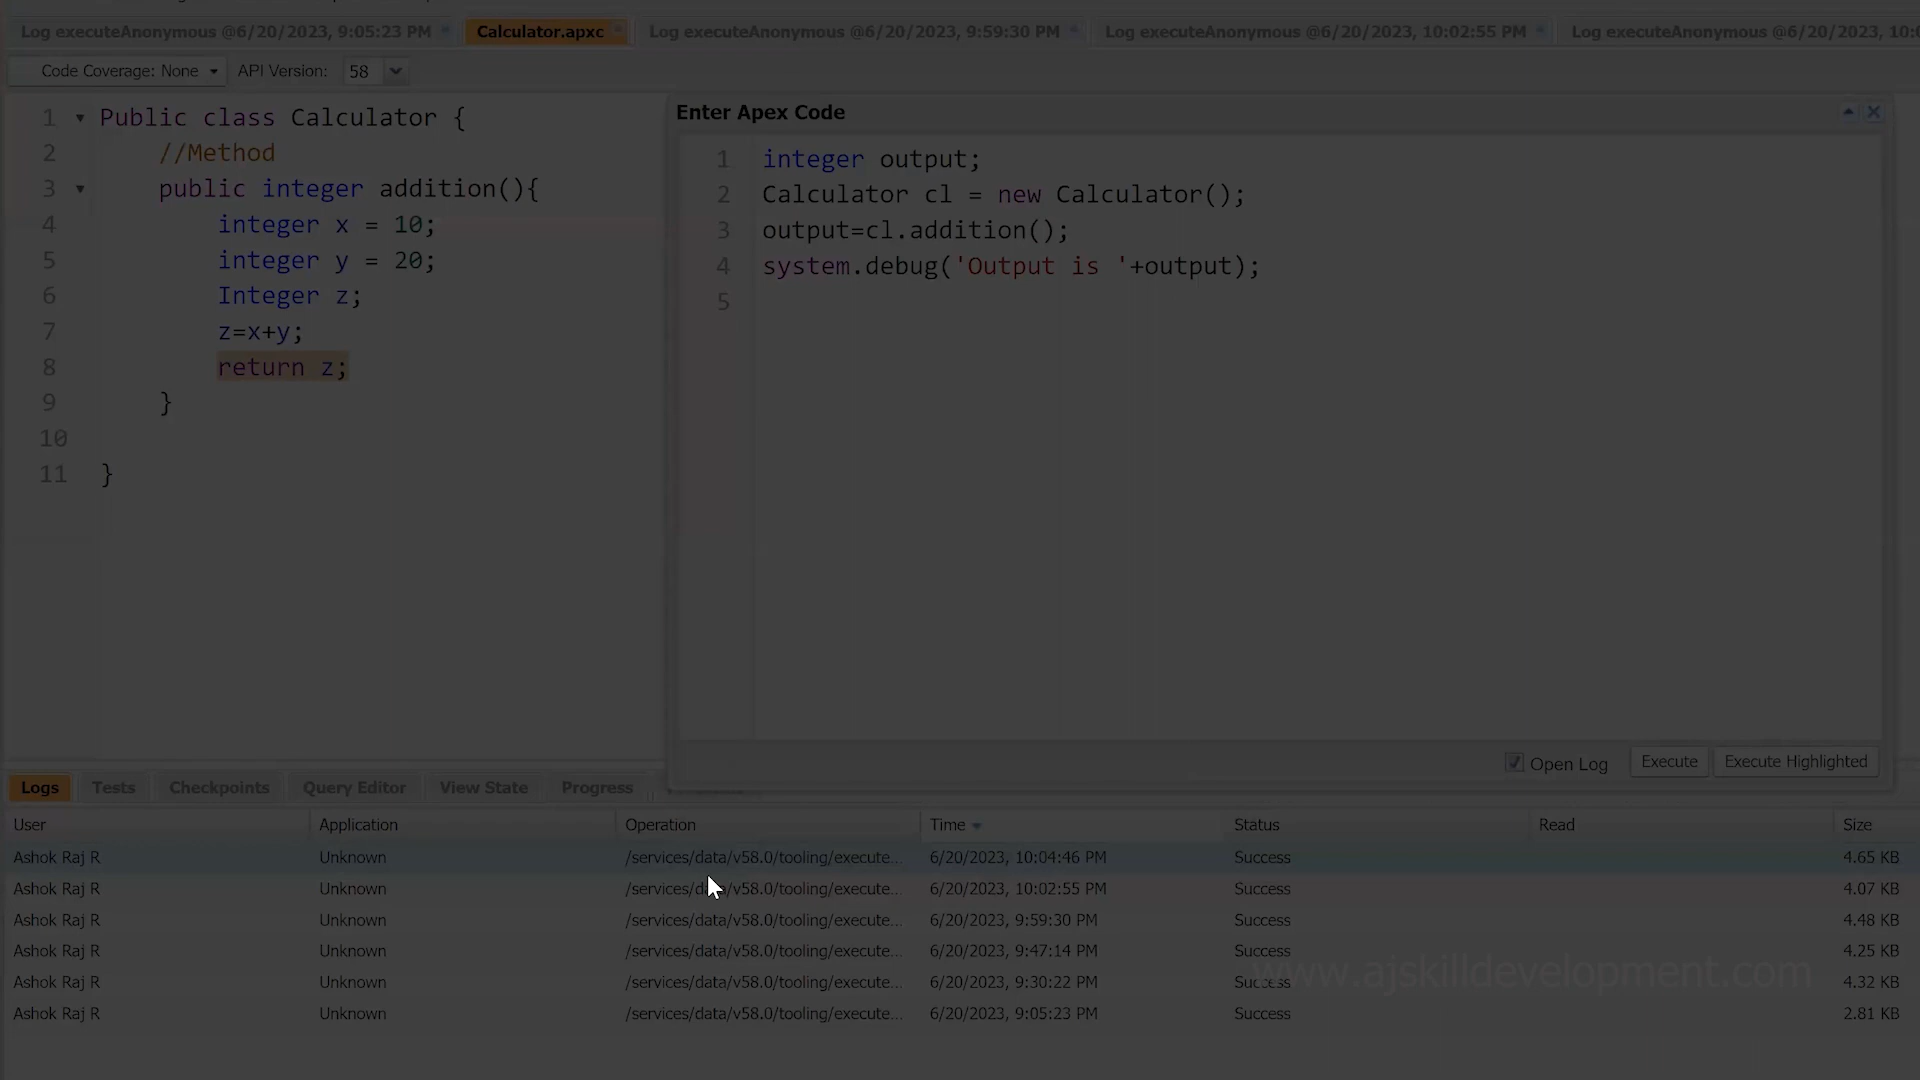 Log executeAnonymous @6/20/2023, 9:05:23 PM
Calculator.apxc
Log executeAnonymous @6/20/2023, 9:59:30 PM
Log executeAnonymous @6/20/2023, 10:02:55 PM
Log executeAnonymous @6/20/2023, 10:0
Code Coverage: None
API Version: 58
1 Public class Calculator {
2 //Method
3 public integer addition(){
4 integer x = 10;
5 integer y = 20;
6 Integer z;
7 z=x+y;
8 return z;
9 }
10
11 }
Enter Apex Code
1 integer output;
2 Calculator cl = new Calculator();
3 output=cl.addition();
4 system.debug('Output is '+output);
5
Open Log
Execute
Execute Highlighted
Logs
Tests
Checkpoints
Query Editor
View State
Progress
User Application Operation Time Status Read Size
Ashok Raj R Unknown /services/data/v58.0/tooling/execute... 6/20/2023, 10:04:46 PM Success 4.65 KB
Ashok Raj R Unknown /services/data/v58.0/tooling/execute... 6/20/2023, 10:02:55 PM Success 4.07 KB
Ashok Raj R Unknown /services/data/v58.0/tooling/execute... 6/20/2023, 9:59:30 PM Success 4.48 KB
Ashok Raj R Unknown /services/data/v58.0/tooling/execute... 6/20/2023, 9:47:14 PM Success 4.25 KB
Ashok Raj R Unknown /services/data/v58.0/tooling/execute... 6/20/2023, 9:30:22 PM Success 4.32 KB
Ashok Raj R Unknown /services/data/v58.0/tooling/execute... 6/20/2023, 9:05:23 PM Success 2.81 KB
www.ajskilldevelopment.com